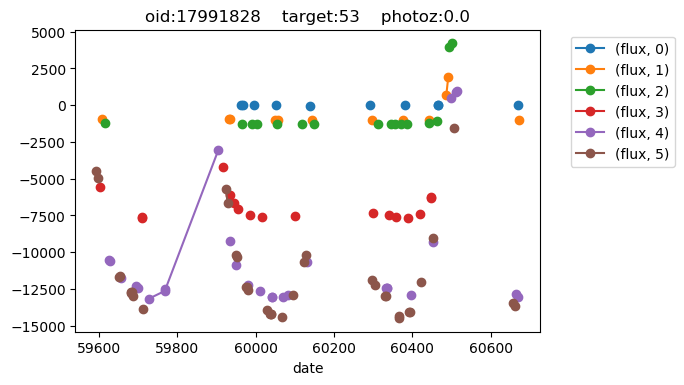 oid:17991828 target:53 photoz:0.0
5000
2500
0
−2500
−5000
−7500
−10000
−12500
−15000
59600 59800 60000 60200 60400 60600
date
(flux, 0)
(flux, 1)
(flux, 2)
(flux, 3)
(flux, 4)
(flux, 5)